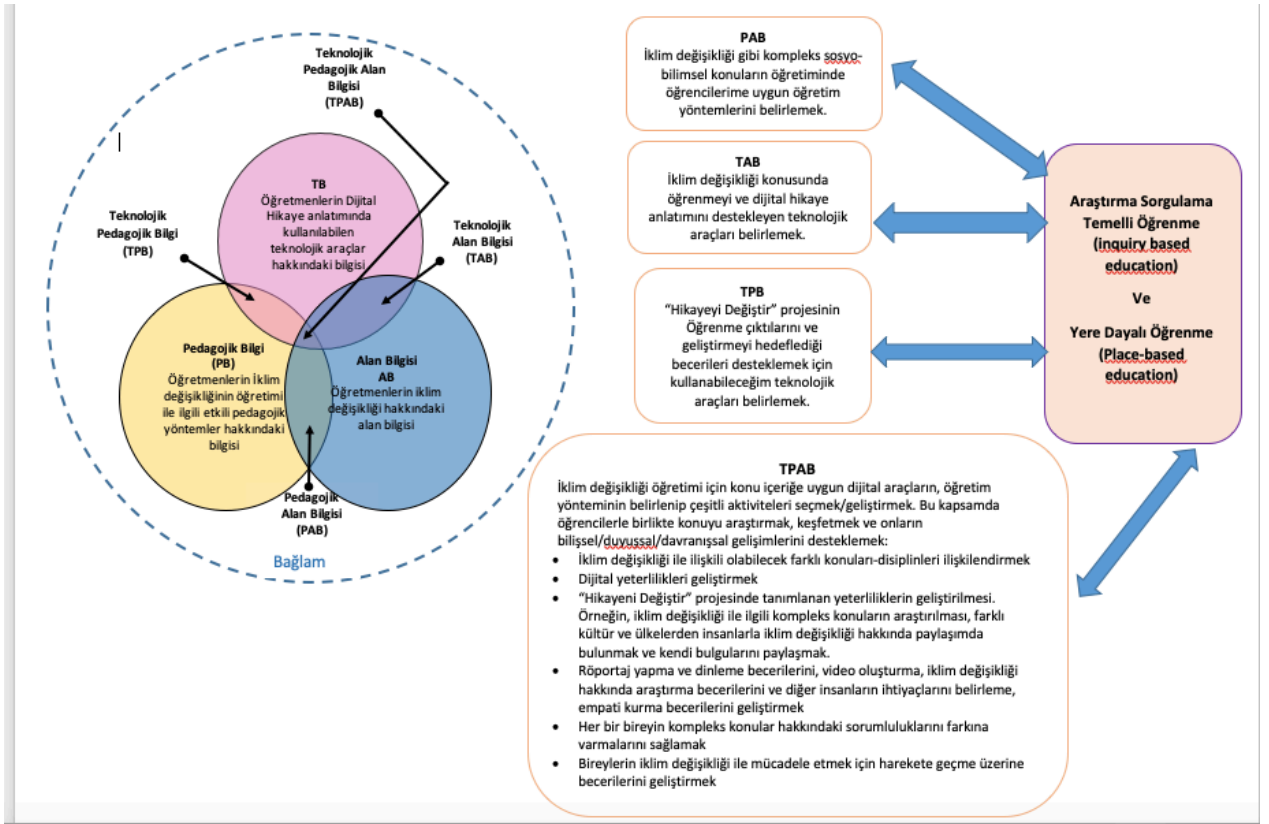 Teknolojik
Pedagojik Alan
Bilgisi
(TPAB)
TB
Öğretmenlerin Dijital
Hikaye anlatımında
kullanılabilen
teknolojik araçlar
hakkındaki bilgisi
Teknolojik
Pedagojik Bilgi
(TPB)
Teknolojik
Alan Bilgisi
(TAB)
Pedagojik Bilgi
(PB)
Öğretmenlerin İklim
değişikliğinin öğretimi
ile ilgili etkili pedagojik
yöntemler hakkındaki
bilgisi
Alan Bilgisi
AB
Öğretmenlerin iklim
değişikliği hakkındaki
alan bilgisi
Pedagojik
Alan Bilgisi
(PAB)
Bağlam
PAB
İklim değişikliği gibi kompleks sosyo-
bilimsel konuların öğretiminde
öğrencilerime uygun öğretim
yöntemlerini belirlemek.
TAB
İklim değişikliği konusunda
öğrenmeyi ve dijital hikaye
anlatımını destekleyen teknolojik
araçları belirlemek.
TPB
“Hikayeyi Değiştir” projesinin
Öğrenme çıktılarını ve
geliştirmeyi hedeflediği
becerileri desteklemek için
kullanabileceğim teknolojik
araçları belirlemek.
Araştırma Sorgulama
Temelli Öğrenme
(inquiry based
education)
Ve
Yere Dayalı Öğrenme
(Place-based
education)
TPAB
İklim değişikliği öğretimi için konu içeriğe uygun dijital araçların, öğretim
yönteminin belirlenip çeşitli aktiviteleri seçmek/geliştirmek. Bu kapsamda
öğrencilerle birlikte konuyu araştırmak, keşfetmek ve onların
bilişsel/duyuşsal/davranışsal gelişimlerini desteklemek:
• İklim değişikliği ile ilişkili olabilecek farklı konuları-disiplinleri ilişkilendirmek
• Dijital yeterlilikleri geliştirmek
• “Hikayeni Değiştir” projesinde tanımlanan yeterliliklerin geliştirilmesi.
Örneğin, iklim değişikliği ile ilgili kompleks konuların araştırılması, farklı
kültür ve ülkelerden insanlarla iklim değişikliği hakkında paylaşımda
bulunmak ve kendi bulgularını paylaşmak.
• Röportaj yapma ve dinleme becerilerini, video oluşturma, iklim değişikliği
hakkında araştırma becerilerini ve diğer insanların ihtiyaçlarını belirleme,
empati kurma becerilerini geliştirmek
• Her bir bireyin kompleks konular hakkındaki sorumluluklarını farkına
varmalarını sağlamak
• Bireylerin iklim değişikliği ile mücadele etmek için harekete geçme üzerine
becerilerini geliştirmek